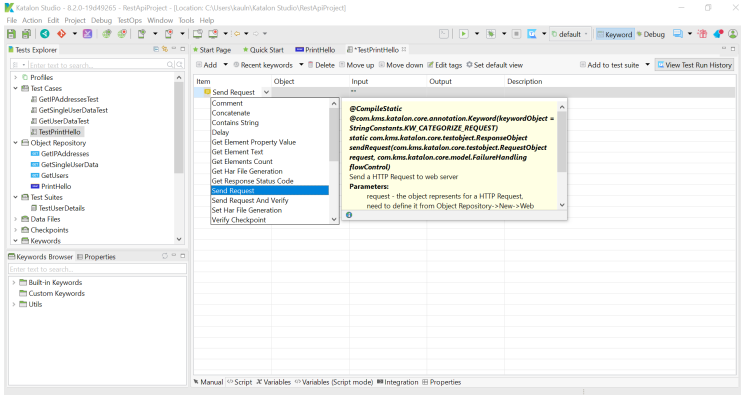 Katalon Studio - 8.2.0-19d49265 - RestApiProject - [Location: C:\Users\kauln\Katalon Studio\RestApiProject]
File Action Edit Project Debug TestOps Window Tools Help
default
Keyword
Debug
Tests Explorer
Start Page
Quick Start
PrintHello
*TestPrintHello
Enter text to search...
Add
Recent keywords
Delete
Move up
Move down
Edit tags
Set default view
Add to test suite
View Test Run History
Profiles
Test Cases
GetIPAddressesTest
GetSingleUserDataTest
GetUserDataTest
TestPrintHello
Object Repository
GetIPAddresses
GetSingleUserData
GetUsers
PrintHello
Test Suites
TestUserDetails
Data Files
Checkpoints
Keywords
Item Object Input Output Description
Send Request ""
Comment
Concatenate
Contains String
Delay
Get Element Property Value
Get Element Text
Get Elements Count
Get Har File Generation
Get Response Status Code
Send Request
Send Request And Verify
Set Har File Generation
Verify Checkpoint
@CompileStatic
@com.kms.katalon.core.annotation.Keyword(keywordObject =
StringConstants.KW_CATEGORIZE_REQUEST)
static com.kms.katalon.core.testobject.ResponseObject
sendRequest(com.kms.katalon.core.testobject.RequestObject
request, com.kms.katalon.core.model.FailureHandling
flowControl)
Send a HTTP Request to web server
Parameters:
request - the object represents for a HTTP Request,
need to define it from Object Repository->New->Web
Keywords Browser
Properties
Enter text to search...
Built-in Keywords
Custom Keywords
Utils
Manual
Script
Variables
Variables (Script mode)
Integration
Properties